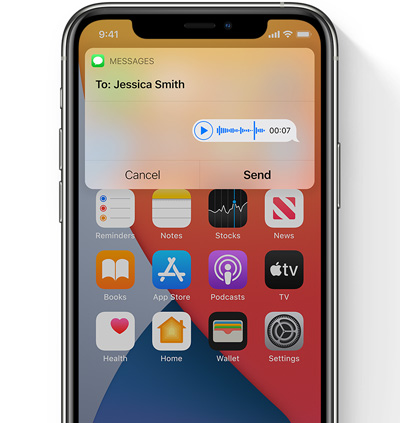 9:41
MESSAGES
To: Jessica Smith
00:07
Cancel Send
Reminders Notes Stocks News
Books App Store Podcasts TV
tv
Health Home Wallet Settings